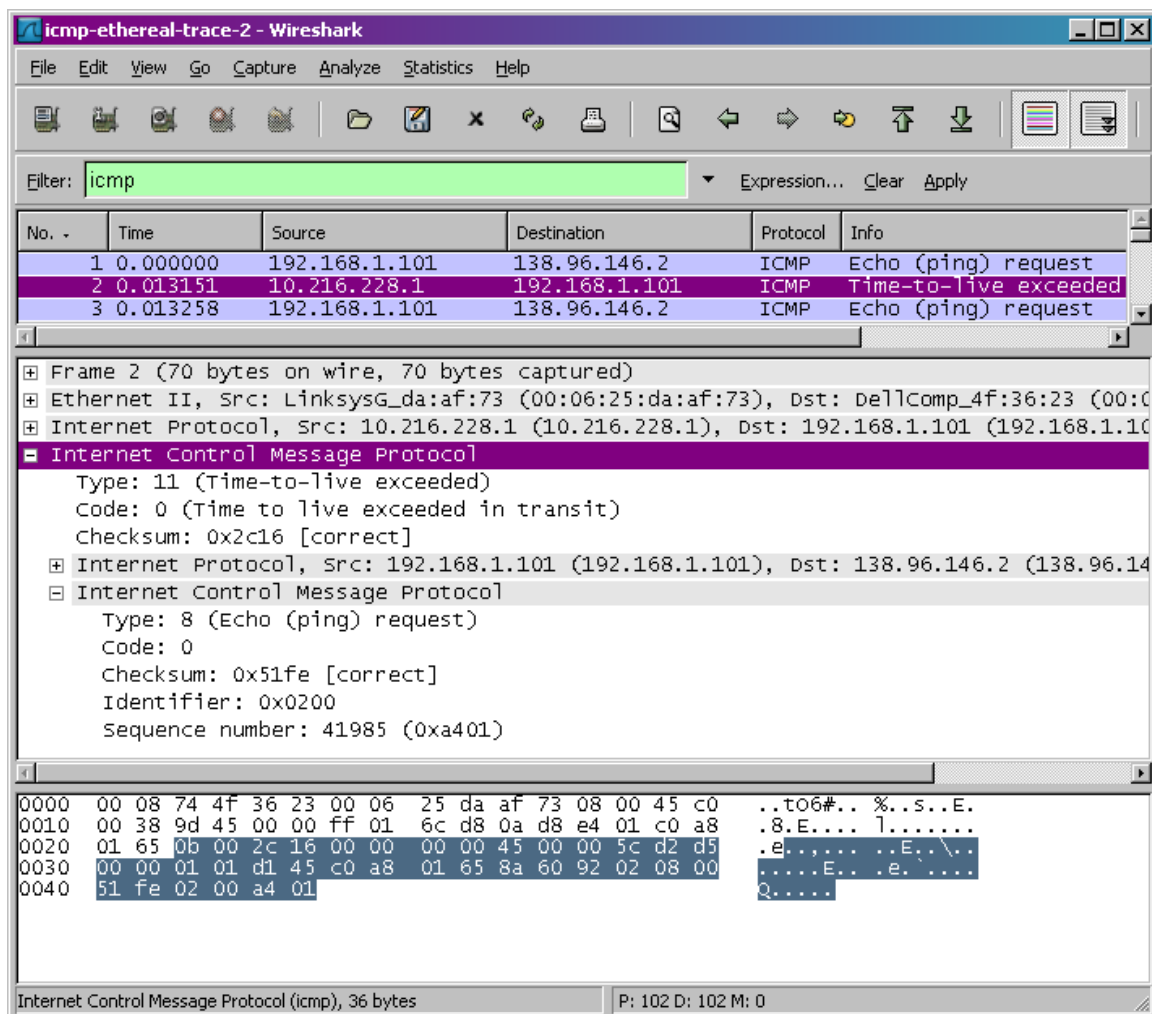 icmp-ethereal-trace-2 - Wireshark
File Edit View Go Capture Analyze Statistics Help
Filter: icmp Expression... Clear Apply
No. - Time Source Destination Protocol Info
1 0.000000 192.168.1.101 138.96.146.2 ICMP Echo (ping) request
2 0.013151 10.216.228.1 192.168.1.101 ICMP Time-to-live exceeded
3 0.013258 192.168.1.101 138.96.146.2 ICMP Echo (ping) request
Frame 2 (70 bytes on wire, 70 bytes captured)
Ethernet II, Src: LinksysG_da:af:73 (00:06:25:da:af:73), Dst: DellComp_4f:36:23 (00:0
Internet Protocol, Src: 10.216.228.1 (10.216.228.1), Dst: 192.168.1.101 (192.168.1.10
Internet Control Message Protocol
Type: 11 (Time-to-live exceeded)
Code: 0 (Time to live exceeded in transit)
Checksum: 0x2c16 [correct]
Internet Protocol, Src: 192.168.1.101 (192.168.1.101), Dst: 138.96.146.2 (138.96.14
Internet Control Message Protocol
Type: 8 (Echo (ping) request)
Code: 0
Checksum: 0x51fe [correct]
Identifier: 0x0200
Sequence number: 41985 (0xa401)
0000 00 08 74 4f 36 23 00 06 25 da af 73 08 00 45 c0 ..tO6#.. %..s..E.
0010 00 38 9d 45 00 00 ff 01 6c d8 0a d8 e4 01 c0 a8 .8.E.... l.......
0020 01 65 0b 00 2c 16 00 00 00 00 45 00 00 5c d2 d5 .e..,... ..E..\..
0030 00 00 01 01 d1 45 c0 a8 01 65 8a 60 92 02 08 00 .....E.. .e.`....
0040 51 fe 02 00 a4 01 Q.....
Internet Control Message Protocol (icmp), 36 bytes P: 102 D: 102 M: 0